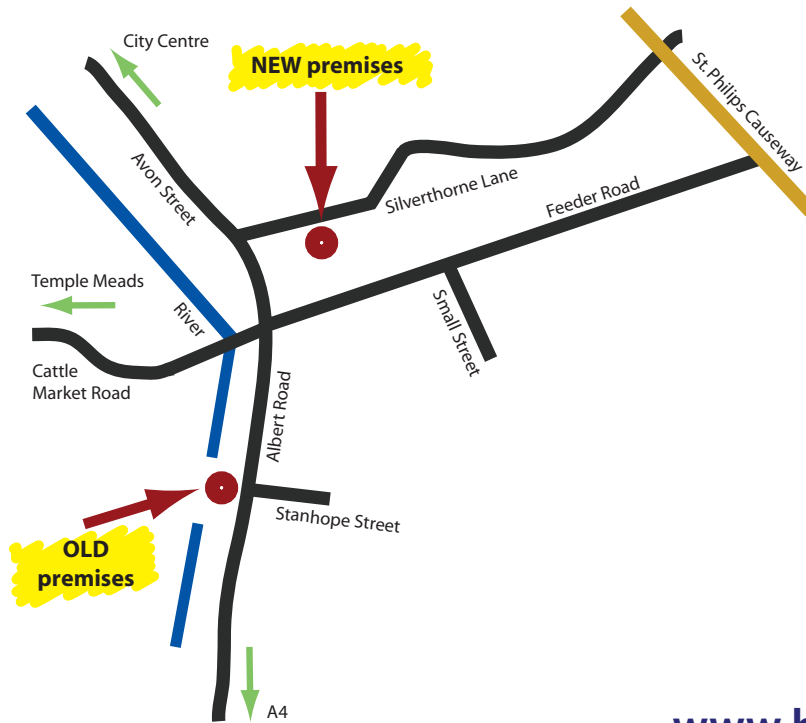 City Centre
NEW premises
St. Philips Causeway
Avon Street
Silverthorne Lane
Feeder Road
Temple Meads
River
Small Street
Cattle
Market Road
Albert Road
Stanhope Street
OLD
premises
A4